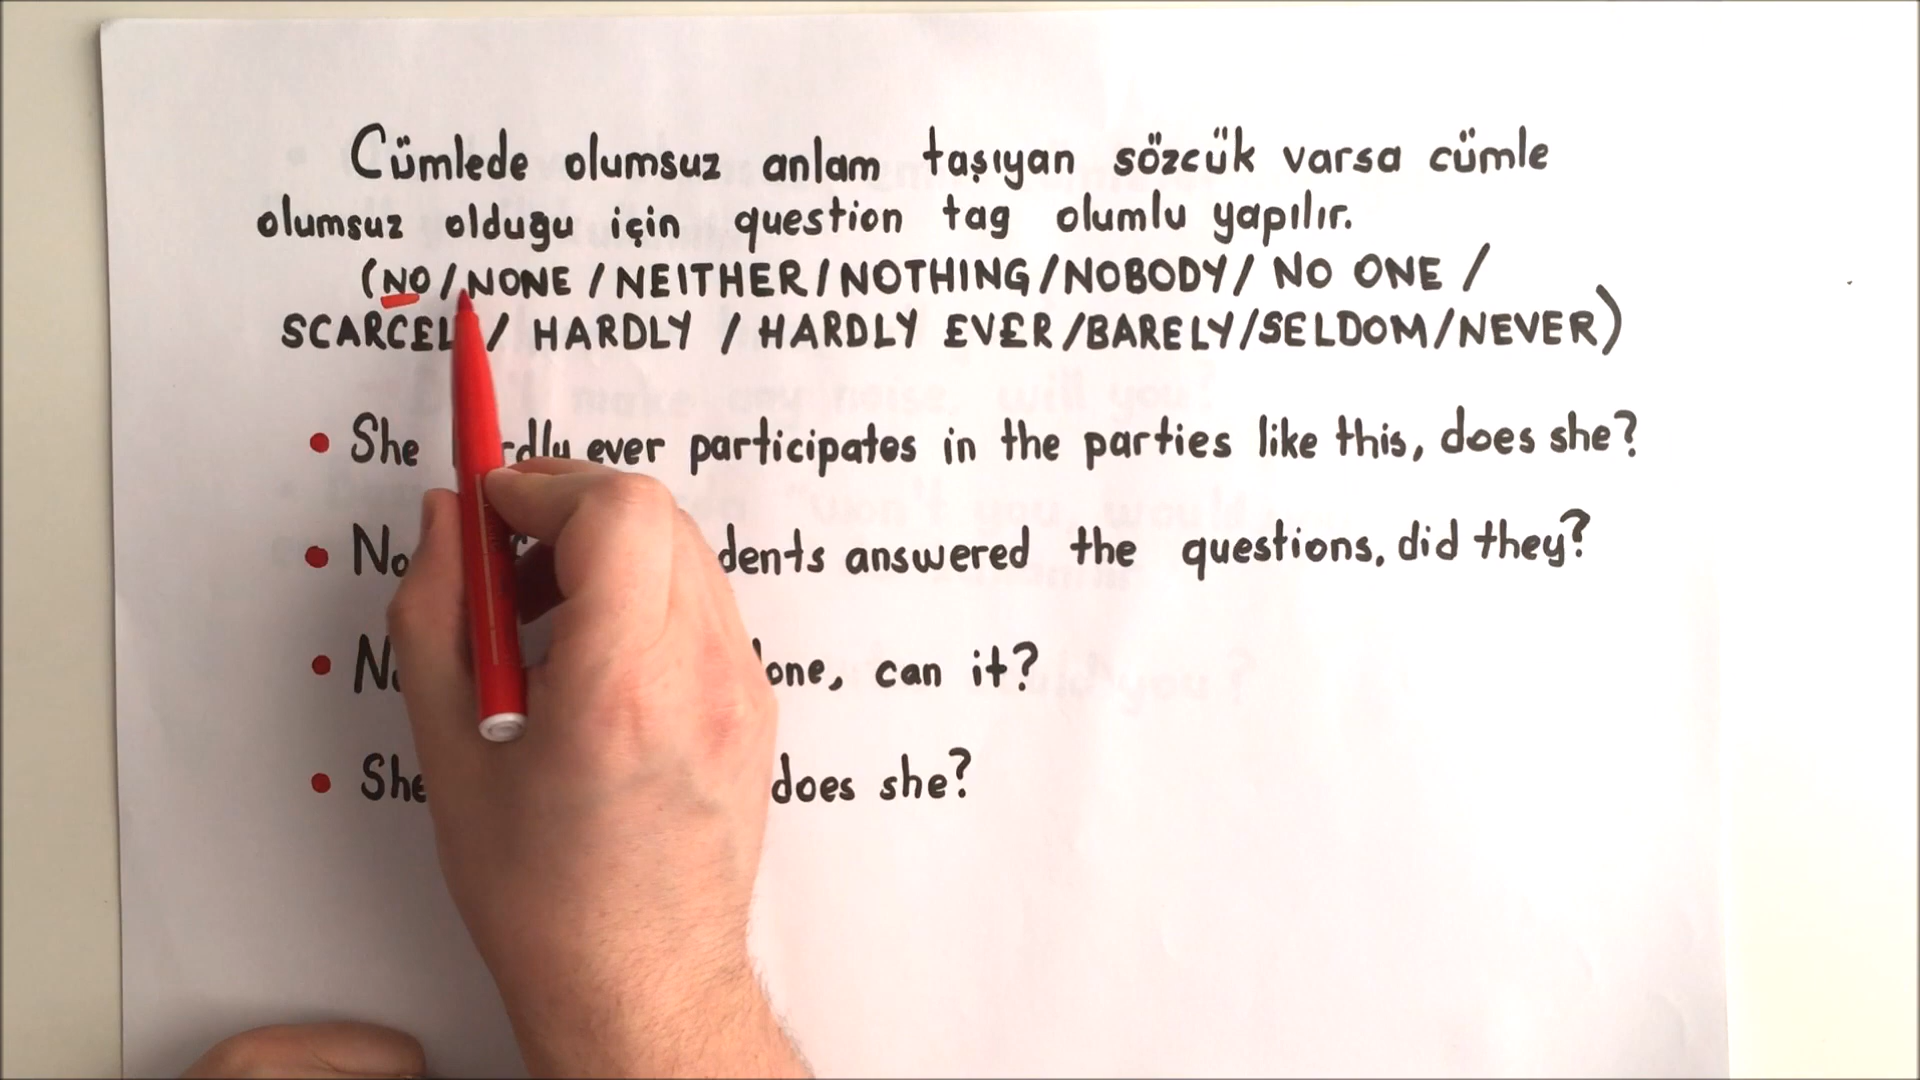 Cümlede olumsuz anlam taşıyan sözcük varsa cümle
olumsuz olduğu için question tag olumlu yapılır.
(NO/NONE / NEITHER/NOTHING/NOBODY/ NO ONE /
/ HARDLY / HARDLY EVER/BARELY/SELDOM/NEVER)
• She ever participates in the parties like this, does she?
• answered the questions, did they?
• can it?
• does she?